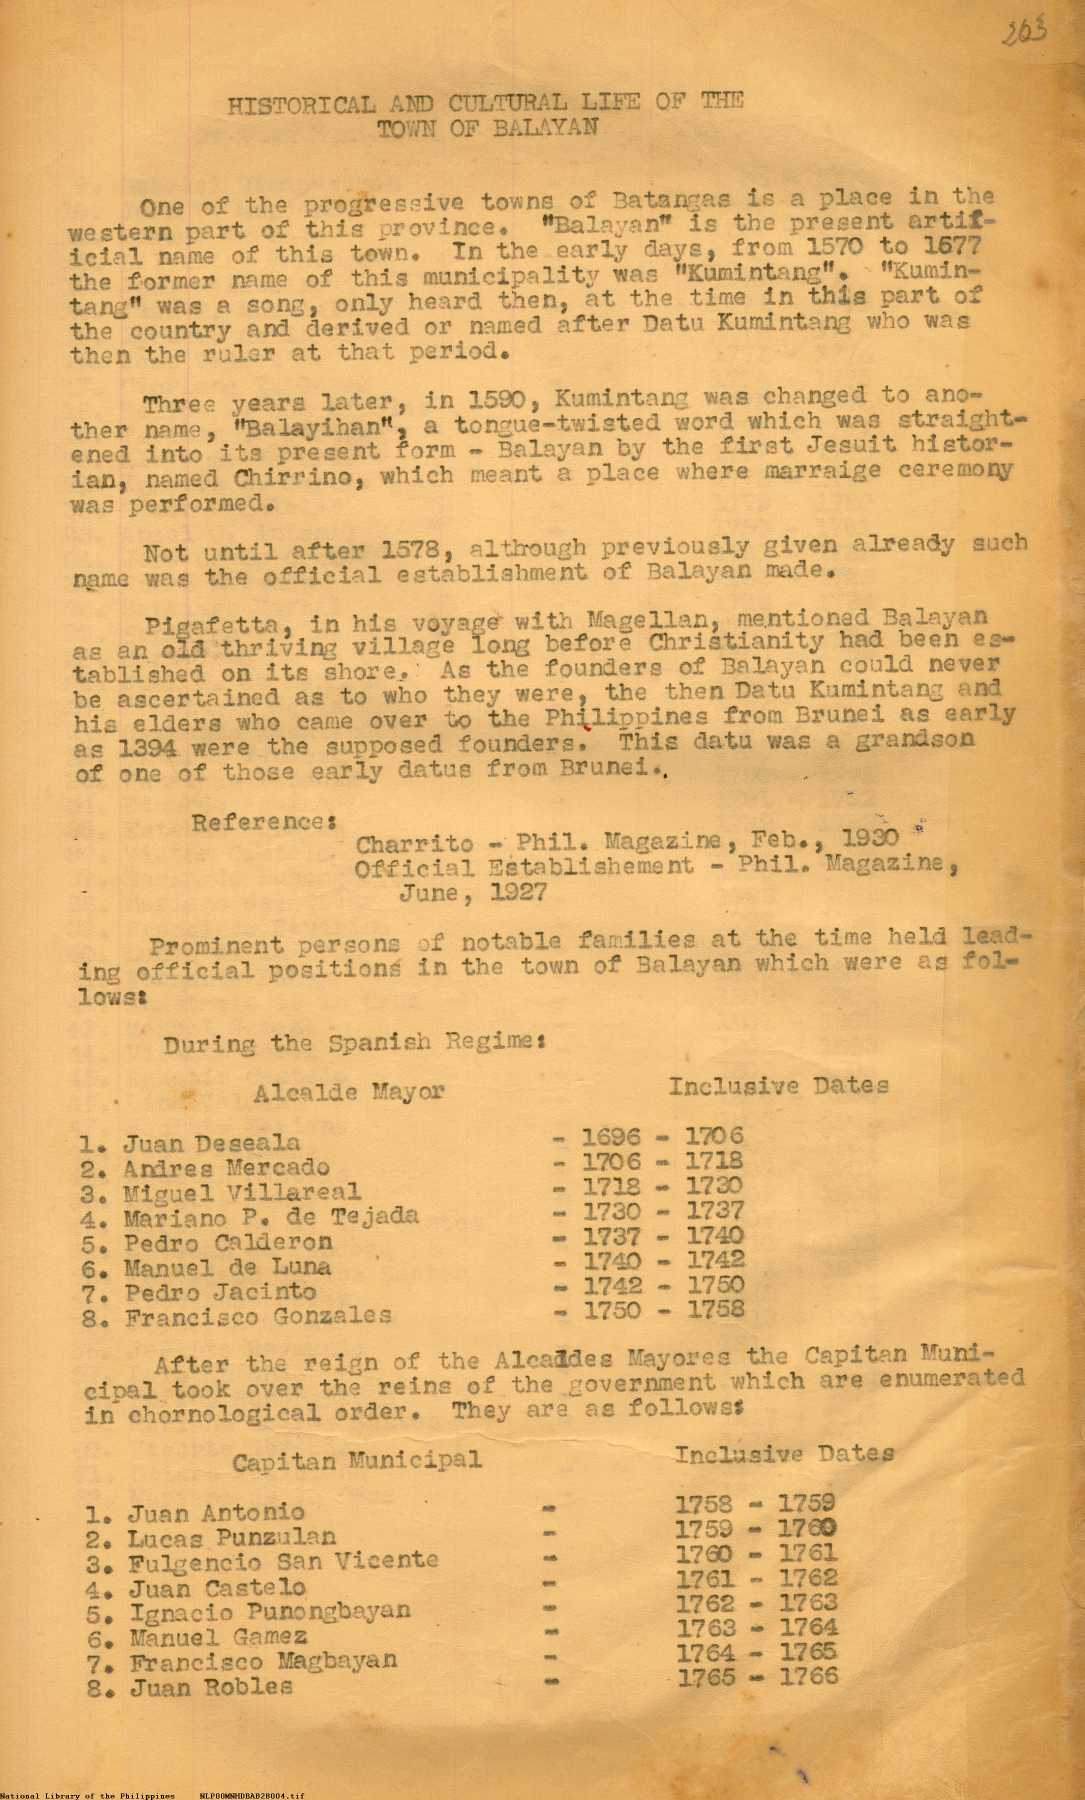 263
HISTORICAL AND CULTURAL LIFE OF THE
TOWN OF BALAYAN
One of the progressive towns of Batangas is a place in the
western part of this province. "Balayan" is the present artif-
icial name of this town. In the early days, from 1570 to 1677
the former name of this municipality was "Kumintang". "Kumin-
tang" was a song, only heard then, at the time in this part of
the country and derived or named after Datu Kumintang who was
then the ruler at that period.
Three years later, in 1590, Kumintang was changed to ano-
ther name, "Balayihan", a tongue-twisted word which was straight-
ened into its present form - Balayan by the first Jesuit histor-
ian, named Chirrino, which meant a place where marraige ceremony
was performed.
Not until after 1578, although previously given already such
name was the official establishment of Balayan made.
Pigafetta, in his voyage with Magellan, mentioned Balayan
as an old thriving village long before Christianity had been es-
tablished on its shore. As the founders of Balayan could never
be ascertained as to who they were, the then Datu Kumintang and
his elders who came over to the Philippines from Brunei as early
as 1394 were the supposed founders. This datu was a grandson
of one of those early datus from Brunei.
Reference:
Charrito - Phil. Magazine, Feb., 1930
Official Establishement - Phil. Magazine,
June, 1927
Prominent persons of notable families at the time held lead-
ing official positions in the town of Balayan which were as fol-
lows:
During the Spanish Regime:
Alcalde Mayor Inclusive Dates
1. Juan Deseala - 1696 - 1706
2. Andres Mercado - 1706 - 1718
3. Miguel Villareal - 1718 - 1730
4. Mariano P. de Tejada - 1730 - 1737
5. Pedro Calderon - 1737 - 1740
6. Manuel de Luna - 1740 - 1742
7. Pedro Jacinto - 1742 - 1750
8. Francisco Gonzales - 1750 - 1758
After the reign of the Alcaldes Mayores the Capitan Muni-
cipal took over the reins of the government which are enumerated
in chornological order. They are as follows:
Capitan Municipal Inclusive Dates
1. Juan Antonio - 1758 - 1759
2. Lucas Punzulan - 1759 - 1760
3. Fulgencio San Vicente - 1760 - 1761
4. Juan Castelo - 1761 - 1762
5. Ignacio Punongbayan - 1762 - 1763
6. Manuel Gamez - 1763 - 1764
7. Francisco Magbayan - 1764 - 1765
8. Juan Robles - 1765 - 1766
National Library of the Philippines NLP00MNHDBAB28004.tif